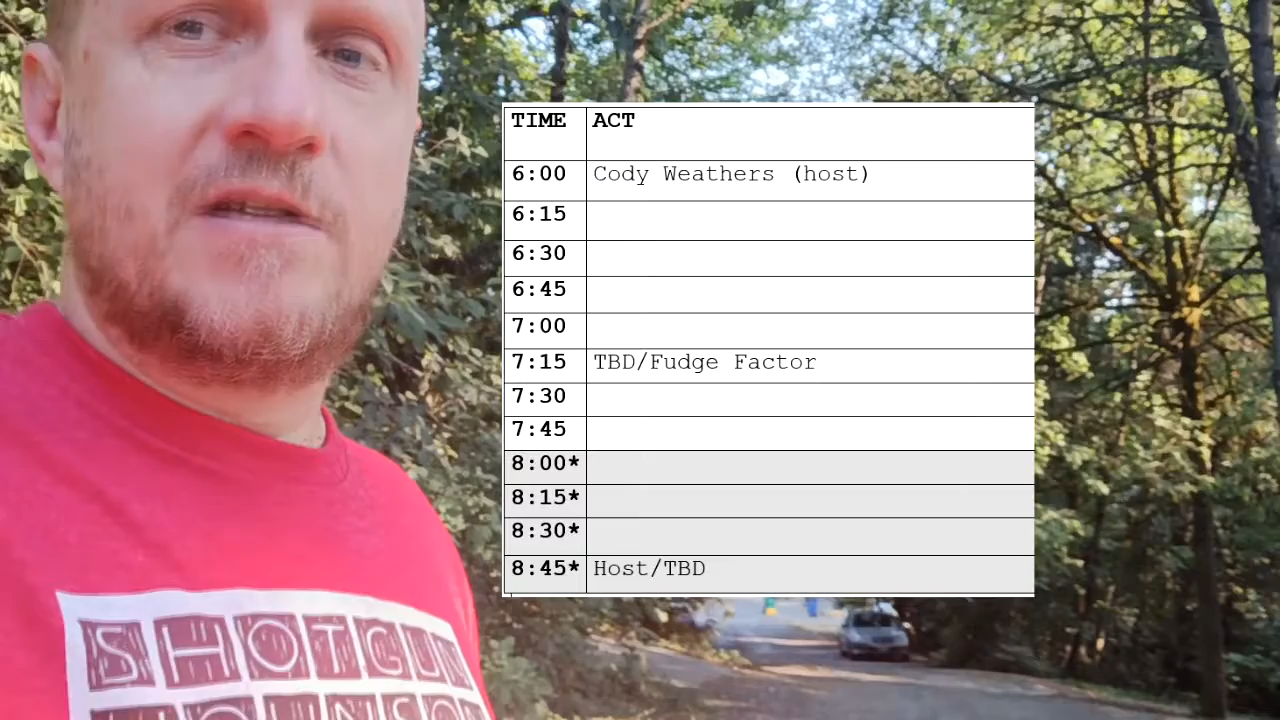 TIME ACT
6:00 Cody Weathers (host)
6:15
6:30
6:45
7:00
7:15 TBD/Fudge Factor
7:30
7:45
8:00*
8:15*
8:30*
8:45* Host/TBD
SHOTGUN